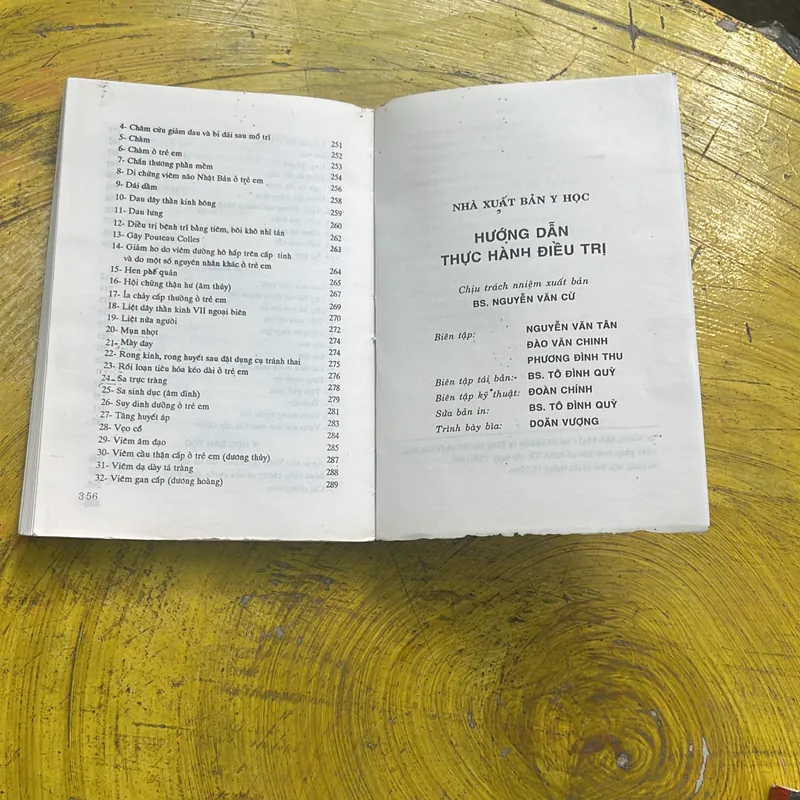 4- Châm cứu giảm đau và bí đái sau mổ trĩ 251
5- Chàm 252
6- Chàm ở trẻ em 253
7- Chấn thương phần mềm 254
8- Di chứng viêm não Nhật Bản ở trẻ em 256
9- Dái dầm 258
10- Dau dây thần kinh hông 259
11- Dau lưng 260
12- Diều trị bệnh trĩ bằng tiêm, bôi khô nhĩ tán 262
13- Gãy Pouteau Colles 263
14- Giảm ho do viêm đường hô hấp trên cấp tính
và do một số nguyên nhân khác ở trẻ em 264
15- Hen phế quản 265
16- Hội chứng thận hư (âm thủy) 267
17- Ỉa chảy cấp thường ở trẻ em 269
18- Liệt dây thần kinh VII ngoại biên 270
19- Liệt nửa người 272
20- Mụn nhọt 274
21- Mày đay 274
22- Rong kinh, rong huyết sau đặt dụng cụ tránh thai 275
23- Rối loạn tiêu hóa kéo dài ở trẻ em 276
24- Sa trực tràng 278
25- Sa sinh dục (âm đỉnh) 279
26- Suy dinh dưỡng ở trẻ em 281
27- Tăng huyết áp 283
28- Vẹo cổ 284
29- Viêm âm đạo 285
30- Viêm cầu thận cấp ở trẻ em (dương thủy) 287
31- Viêm dạ dày tá tràng 288
32- Viêm gan cấp (dương hoàng) 289
356
NHÀ XUẤT BẢN Y HỌC
HƯỚNG DẪN
THỰC HÀNH ĐIỀU TRỊ
Chịu trách nhiệm xuất bản
BS. NGUYỄN VĂN CỪ
Biên tập: NGUYỄN VĂN TÂN
ĐÀO VĂN CHINH
PHƯƠNG ĐÌNH THU
Biên tập tái bản: BS. TÔ ĐÌNH QUỲ
Biên tập kỹ thuật: ĐOÀN CHÍNH
Sửa bản in: BS. TÔ ĐÌNH QUỲ
Trình bày bìa: DOÃN VƯỢNG